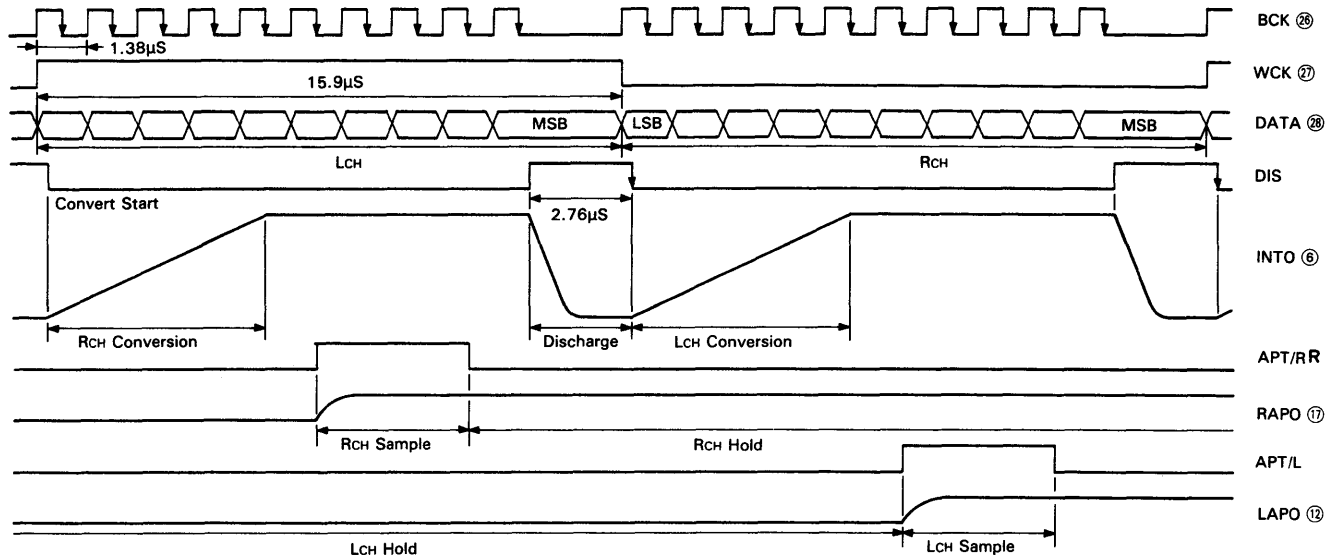 BCK ㉖
1.38μS
WCK ㉗
15.9μS
MSB LSB MSB DATA ㉘
LCH RCH
DIS
Convert Start
2.76μS
INTO ⑥
RCH Conversion Discharge LCH Conversion
APT/R R
RAPO ⑰
RCH Sample RCH Hold
APT/L
LAPO ⑫
LCH Hold LCH Sample